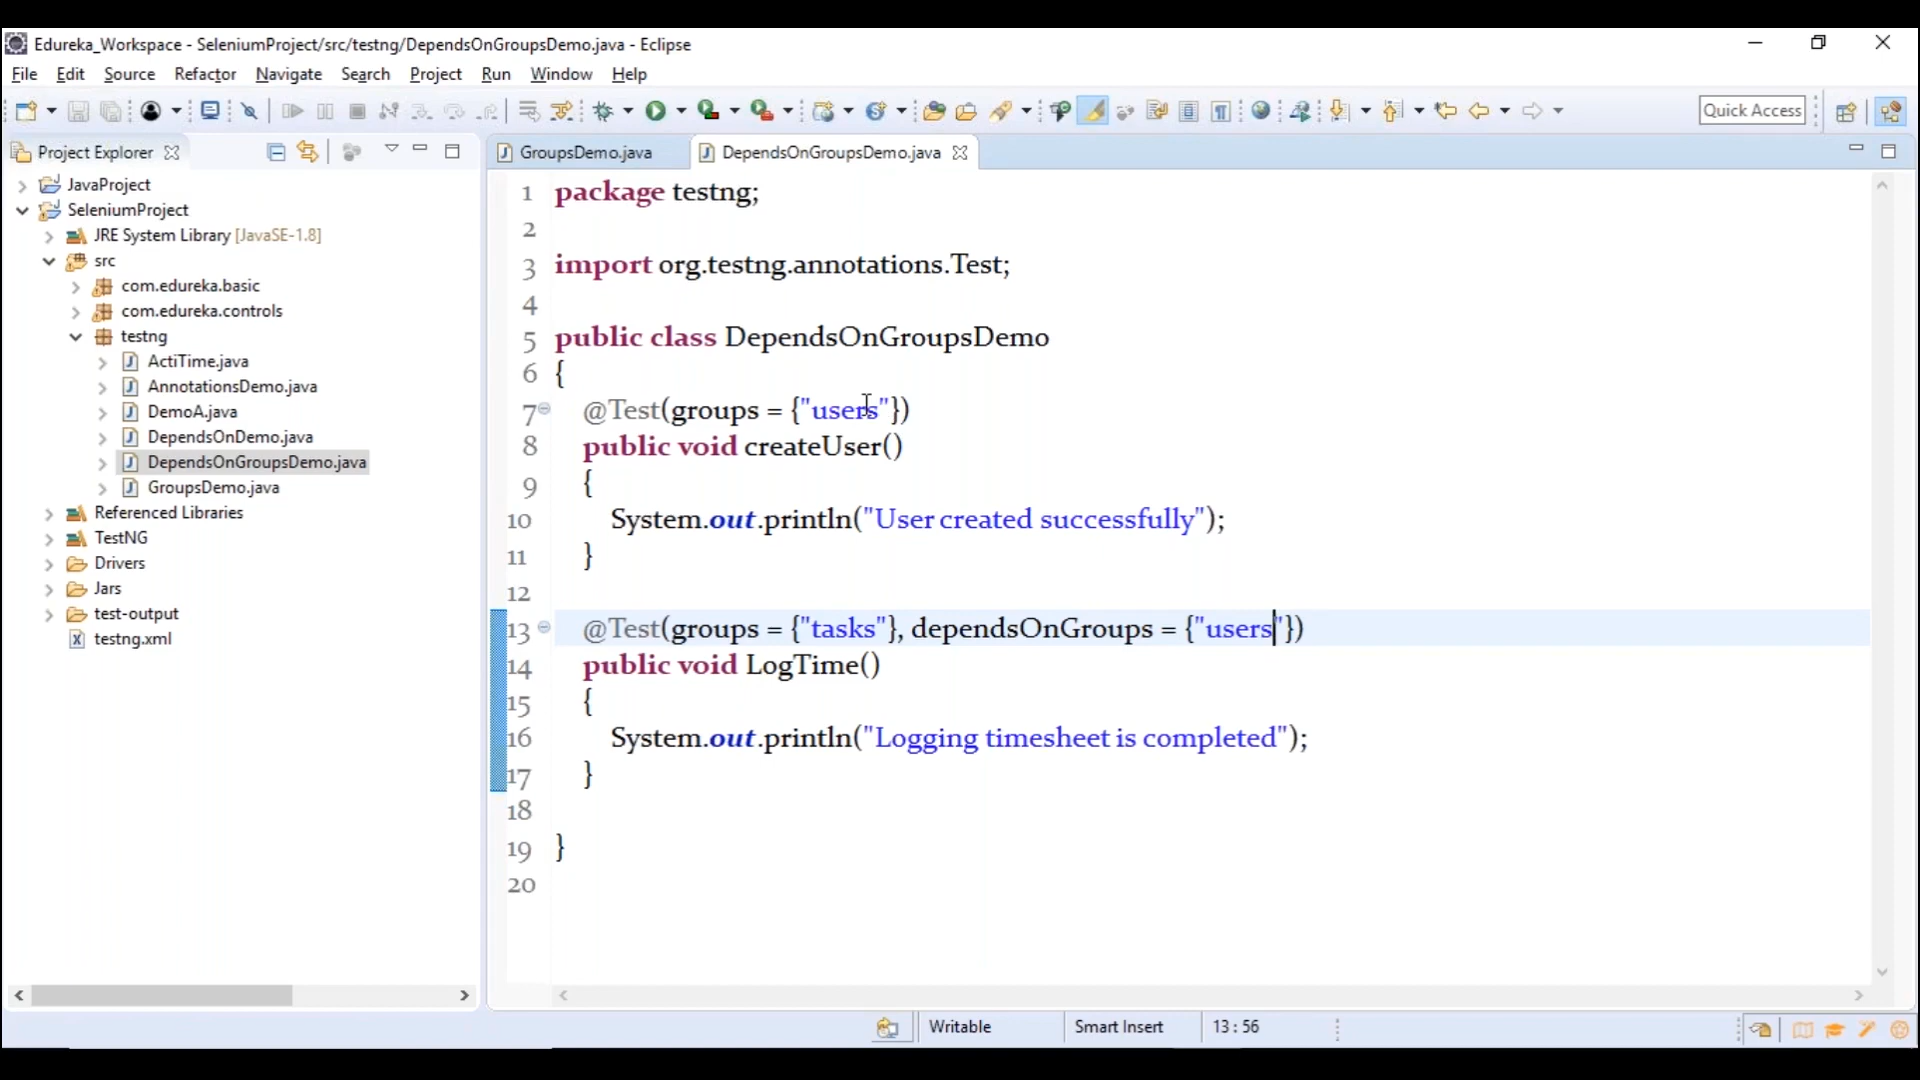 Edureka_Workspace - SeleniumProject/src/testng/DependsOnGroupsDemo.java - Eclipse
File Edit Source Refactor Navigate Search Project Run Window Help
Quick Access
Project Explorer
GroupsDemo.java
DependsOnGroupsDemo.java
JavaProject
SeleniumProject
JRE System Library [JavaSE-1.8]
src
com.edureka.basic
com.edureka.controls
testng
ActiTime.java
AnnotationsDemo.java
DemoA.java
DependsOnDemo.java
DependsOnGroupsDemo.java
GroupsDemo.java
Referenced Libraries
TestNG
Drivers
Jars
test-output
testng.xml
1 package testng;
2
3 import org.testng.annotations.Test;
4
5 public class DependsOnGroupsDemo
6 {
7 @Test(groups = {"users"})
8 public void createUser()
9 {
10 System.out.println("User created successfully");
11 }
12
13 @Test(groups = {"tasks"}, dependsOnGroups = {"users"})
14 public void LogTime()
15 {
16 System.out.println("Logging timesheet is completed");
17 }
18
19 }
20
Writable
Smart Insert
13 : 56